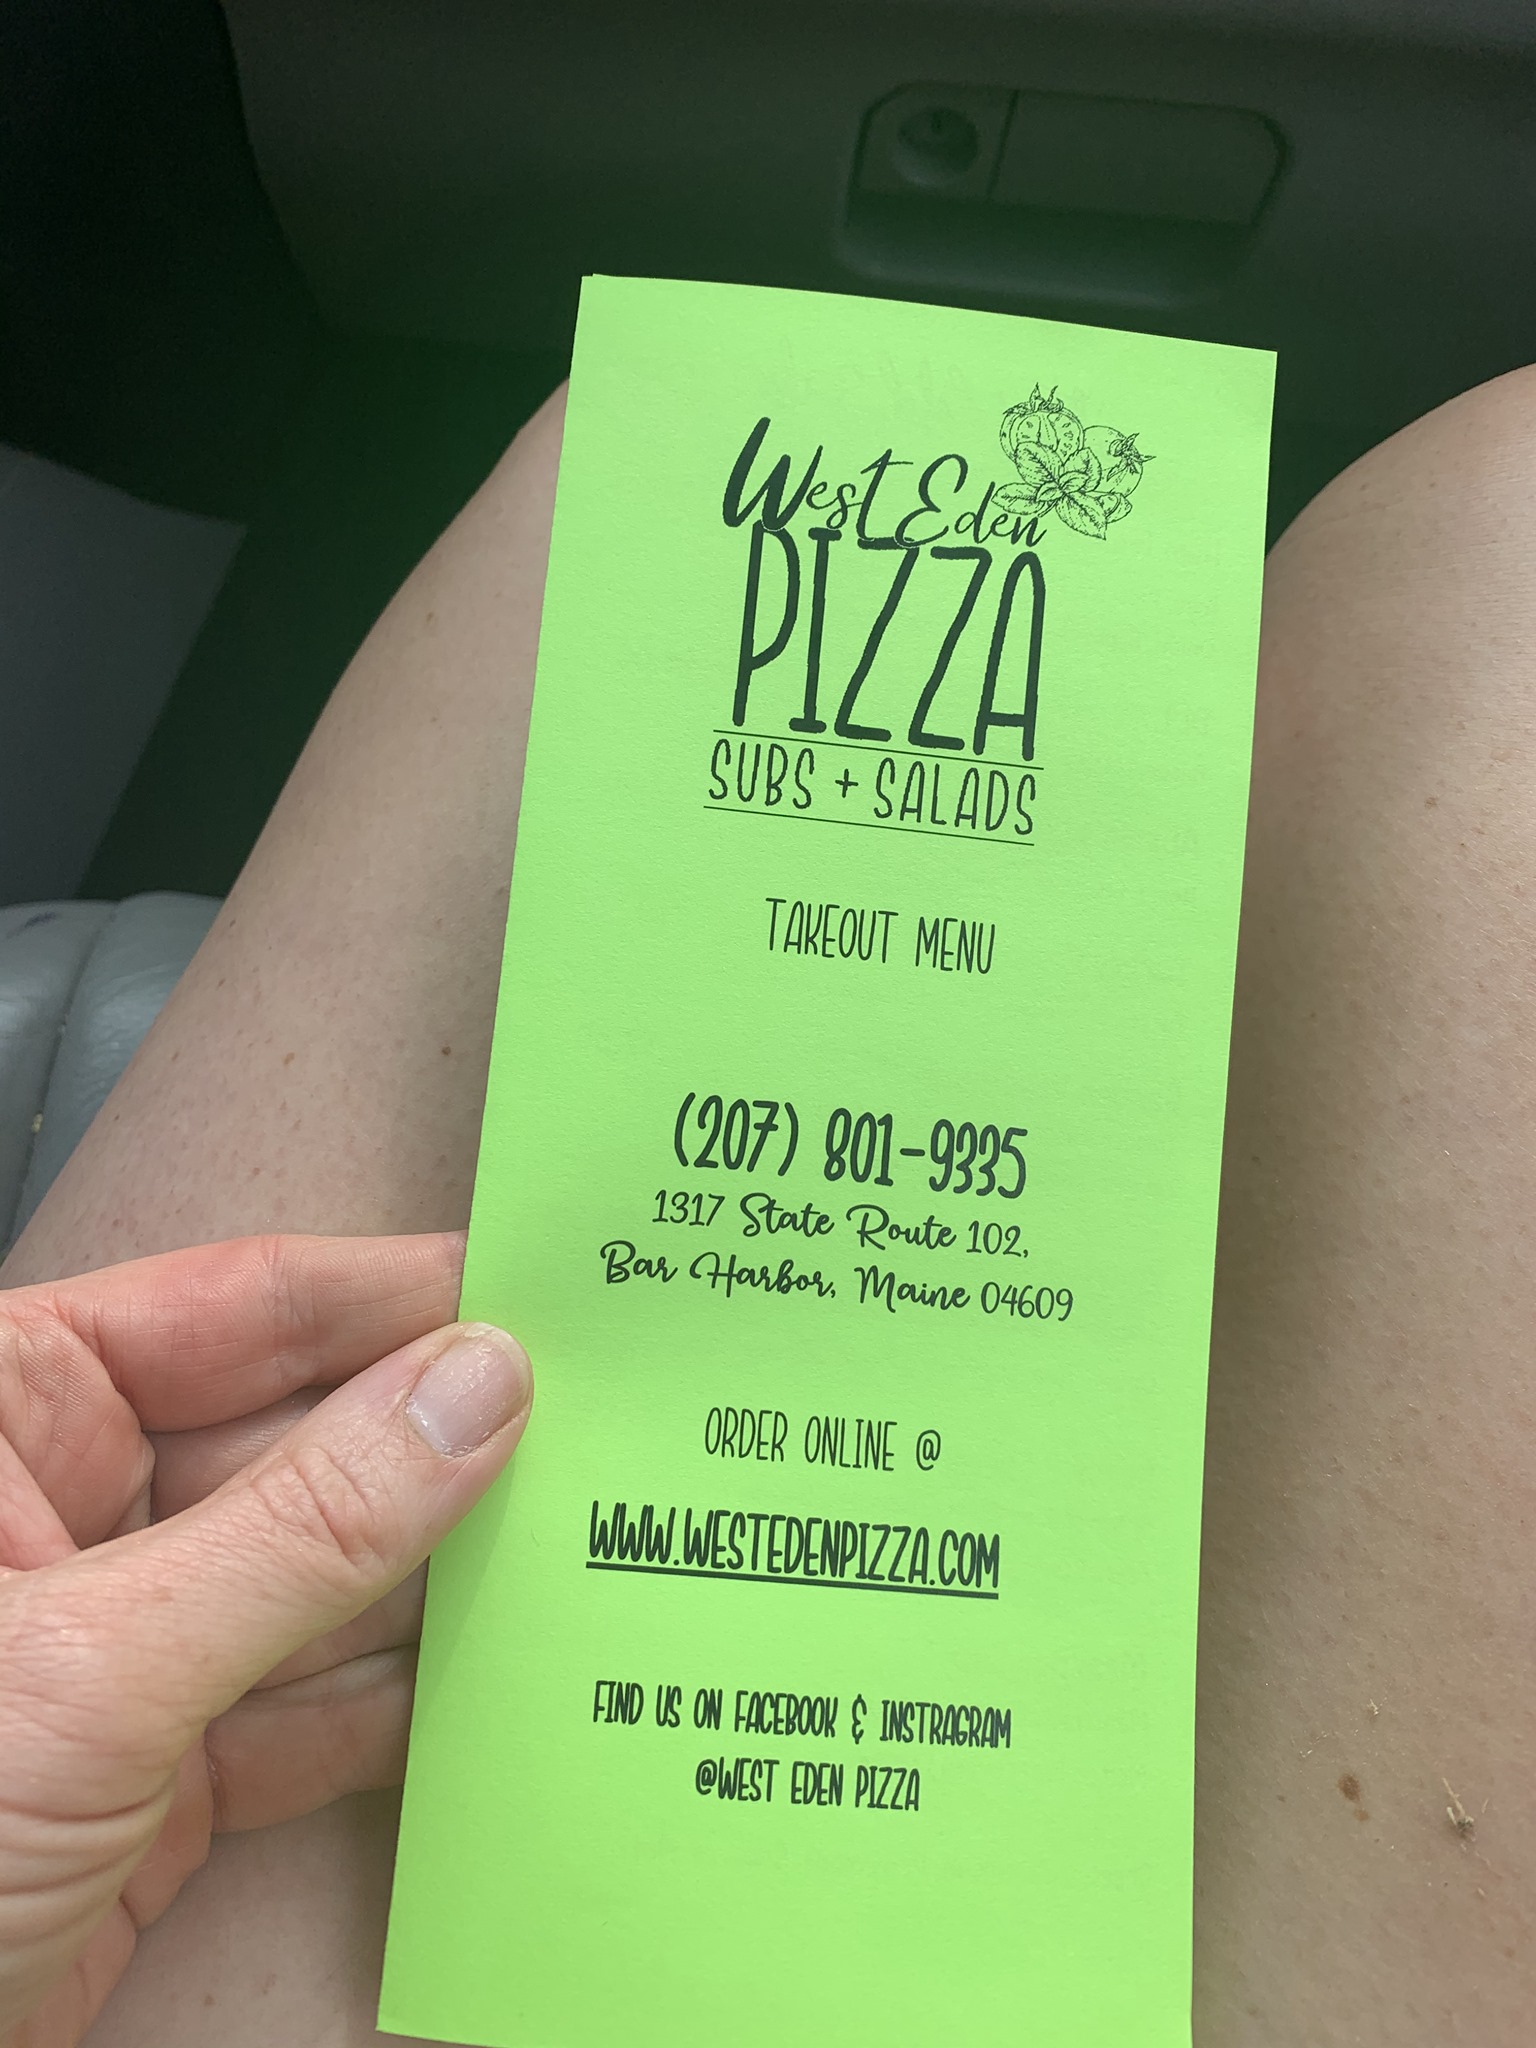 West Eden
PIZZA
SUBS + SALADS
TAKEOUT MENU
(207) 801-9335
1317 State Route 102,
Bar Harbor, Maine 04609
ORDER ONLINE @
WWW.WESTEDENPIZZA.COM
FIND US ON FACEBOOK & INSTRAGRAM
@WEST EDEN PIZZA